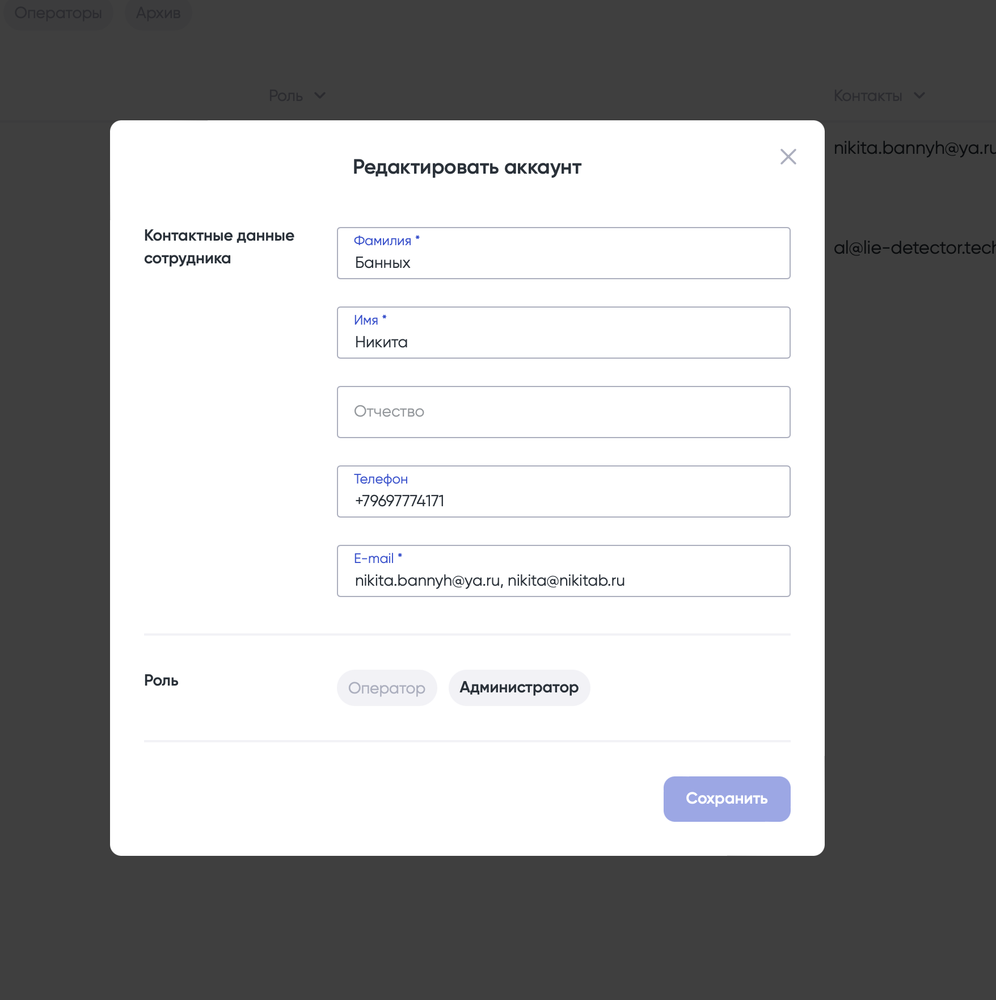 Операторы Архив
Роль Контакты
nikita.bannyh@ya.ru
al@lie-detector.tech
Редактировать аккаунт
Контактные данные
сотрудника
Фамилия *
Банных
Имя *
Никита
Отчество
Телефон
+79697774171
E-mail *
nikita.bannyh@ya.ru, nikita@nikitab.ru
Роль
Оператор Администратор
Сохранить